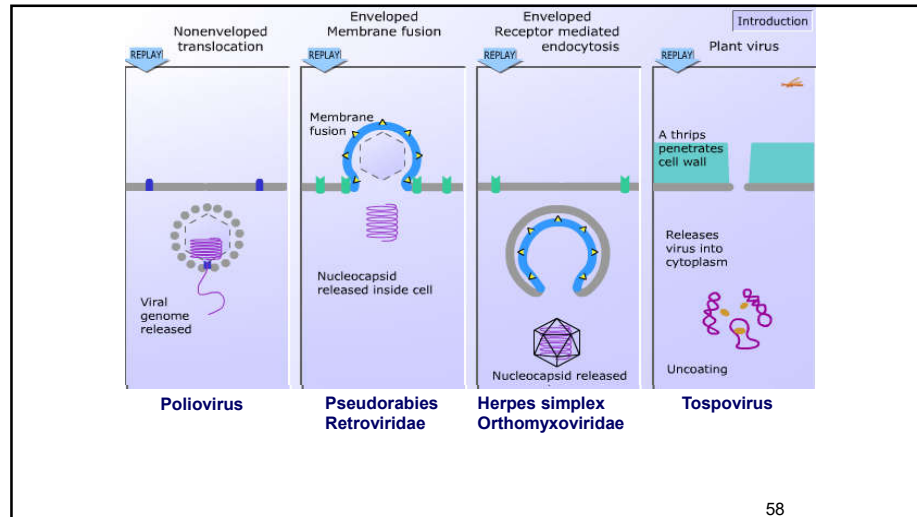 Nonenveloped
translocation
REPLAY!
Viral
genome
released
Poliovirus
Enveloped
Membrane fusion
REPLAY!
Membrane
fusion
Nucleocapsid
released inside cell
Pseudorabies
Retroviridae
Enveloped
Receptor mediated
endocytosis
REPLAY!
Nucleocapsid released
Herpes simplex
Orthomyxoviridae
Introduction
Plant virus
REPLAY!
A thrips
penetrates
cell wall
Releases
virus into
cytoplasm
Uncoating
Tospovirus
58